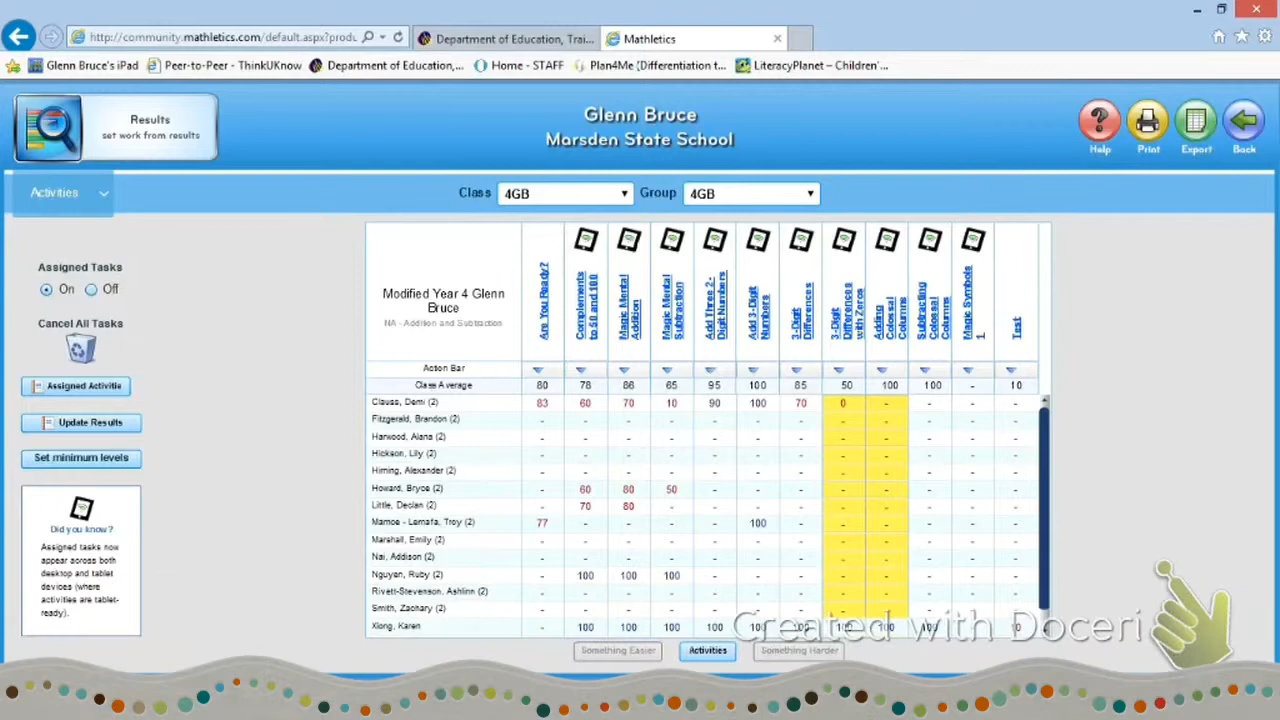 http://community.mathletics.com/default.aspx?produ
Department of Education, Trai...
Mathletics
Glenn Bruce's iPad
Peer-to-Peer - ThinkUKnow
Department of Education,...
Home - STAFF
Plan4Me (Differentiation t...
LiteracyPlanet – Children'...
Results
set work from results
Glenn Bruce
Marsden State School
Help
Print
Export
Back
Activities
Class 4GB Group 4GB
Assigned Tasks
On Off
Cancel All Tasks
Assigned Activitie
Update Results
Set minimum levels
Did you know?
Assigned tasks now
appear across both
desktop and tablet
devices (where
activities are tablet-
ready).
Modified Year 4 Glenn
Bruce
NA - Addition and Subtraction
Are You Ready?
Complements
to 50 and 100
Magic Mental
Addition
Magic Mental
Subtraction
Add Three 2-
Digit Numbers
Add 3-Digit
Numbers
3-Digit
Differences
3-Digit
Differences
with Zeros
Adding
Colossal
Columns
Subtracting
Colossal
Columns
Magic Symbols
1
Test
Action Bar
Class Average 80 78 86 65 95 100 85 50 100 100 - 10
Clauss, Demi (2) 83 60 70 10 90 100 70 0 - - - -
Fitzgerald, Brandon (2) - - - - - - - - - - - -
Harwood, Alana (2) - - - - - - - - - - - -
Hickson, Lily (2) - - - - - - - - - - - -
Hirning, Alexander (2) - - - - - - - - - - - -
Howard, Bryce (2) - 60 80 50 - - - - - - - -
Little, Declan (2) - 70 80 - - - - - - - - -
Mamoe - Lemafa, Troy (2) 77 - - - - 100 - - - - - -
Marshall, Emily (2) - - - - - - - - - - - -
Nai, Addison (2) - - - - - - - - - - - -
Nguyen, Ruby (2) - 100 100 100 - - - - - - - -
Rivett-Stevenson, Ashlinn (2) - - - - - - - - - - - -
Smith, Zachary (2) - - - - - - - - - - - -
Xiong, Karen - 100 100 100 100 100 100 100 100 100 - 10
Created with Doceri
Something Easier
Activities
Something Harder